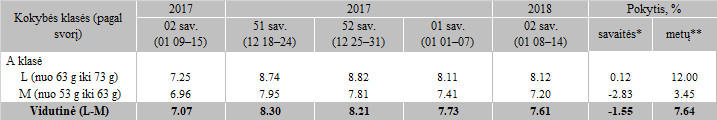 Kokybės klasės (pagal svorį) 2017 2017 2018 Pokytis, %
02 sav. (01 09–15) 51 sav. (12 18–24) 52 sav. (12 25–31) 01 sav. (01 01–07) 02 sav. (01 08–14) savaitės* metų**
A klasė
L (nuo 63 g iki 73 g) 7.25 8.74 8.82 8.11 8.12 0.12 12.00
M (nuo 53 g iki 63 g) 6.96 7.95 7.81 7.41 7.20 -2.83 3.45
Vidutinė (L-M) 7.07 8.30 8.21 7.73 7.61 -1.55 7.64